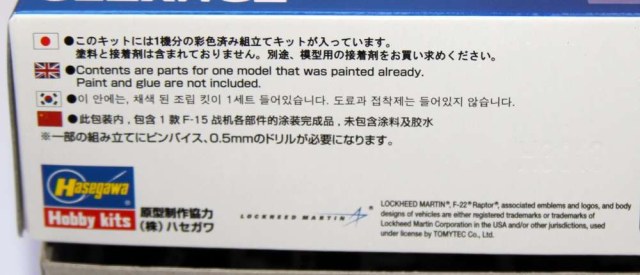 ●このキットには1機分の彩色済み組立てキットが入っています。
塗料と接着剤は含まれておりません。別途、模型用の接着剤をお買い求めください。
●Contents are parts for one model that was painted already.
Paint and glue are not included.
●이 안에는, 채색 된 조립 킷이 1세트 들어있습니다. 도료과 접착제는 들어있지 않습니다.
●此包装内，包含1款F-15战机各部件的涂装完成品，未包含涂料及胶水
※一部の組み立てにピンバイス、0.5mmのドリルが必要になります。
Hasegawa
Hobby kits
原型制作協力
(株)ハセガワ
LOCKHEED MARTIN
LOCKHEED MARTIN®, F-22® Raptor®, associated emblems and logos, and body
designs of vehicles are either registered trademarks or trademarks of
Lockheed Martin Corporation in the USA and/or other jurisdictions, used
under license by TOMYTEC Co., Ltd.